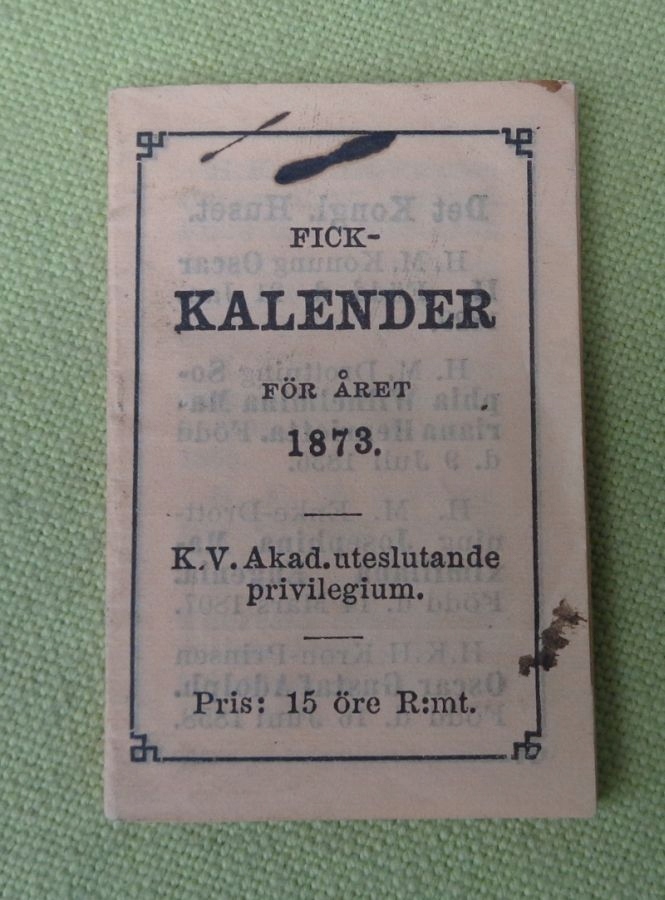 FICK-
KALENDER
FÖR ÅRET
1873.
K. V. Akad. uteslutande
privilegium.
Pris: 15 öre R:mt.